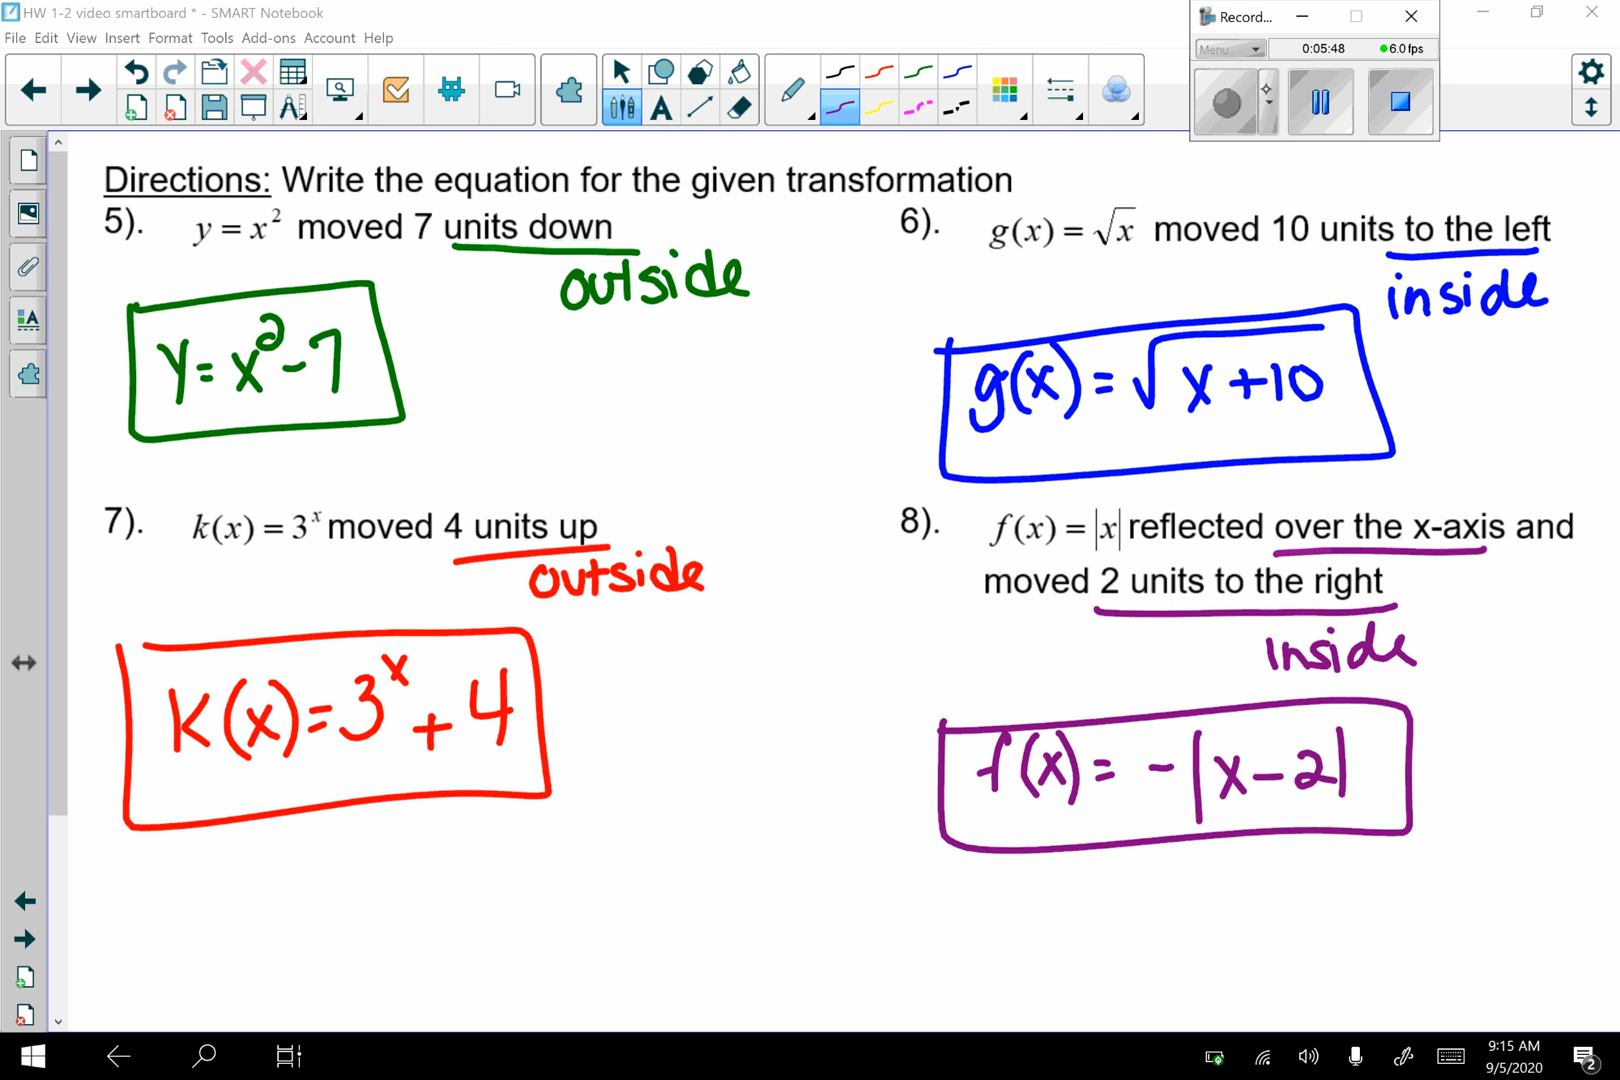 HW 1-2 video smartboard * - SMART Notebook
File Edit View Insert Format Tools Add-ons Account Help
Record...
Menu 0:05:48 6.0 fps
Directions: Write the equation for the given transformation
5). y = x² moved 7 units down
outside
y = x² - 7
6). g(x) = √x moved 10 units to the left
inside
g(x) = √x + 10
7). k(x) = 3ˣ moved 4 units up
outside
K(x) = 3ˣ + 4
8). f(x) = |x| reflected over the x-axis and
moved 2 units to the right
inside
f(x) = - |x - 2|
9:15 AM
9/5/2020
2